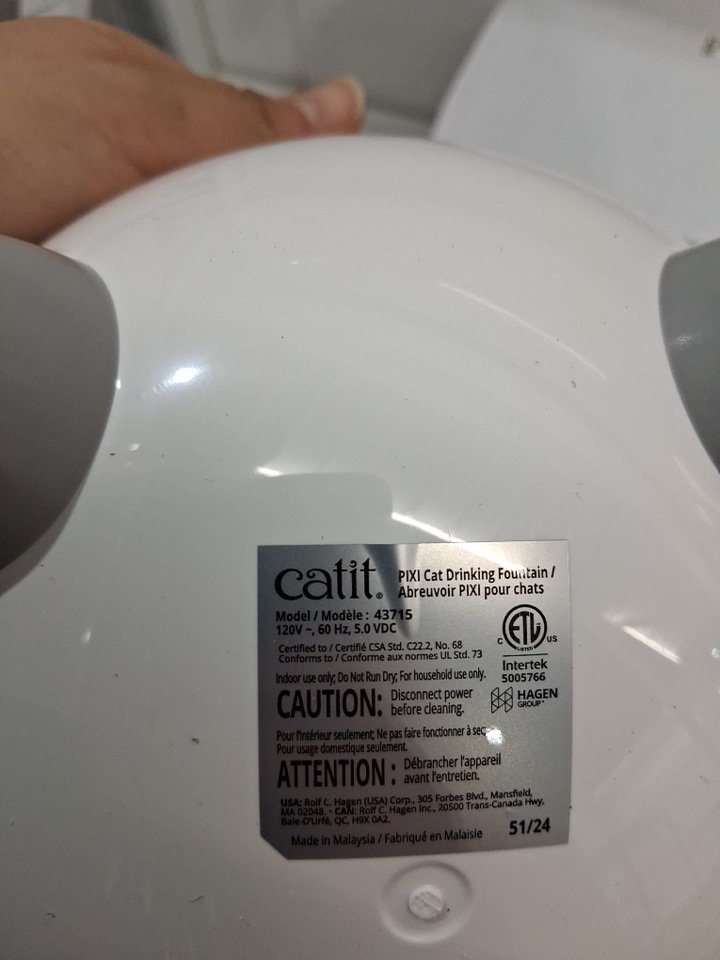 catit®
PIXI Cat Drinking Fountain /
Abreuvoir PIXI pour chats
Model / Modèle : 43715
120V ~, 60 Hz, 5.0 VDC
Certified to / Certifié CSA Std. C22.2, No. 68
Conforms to / Conforme aux normes UL Std. 73
C ETL US
LISTED
Intertek
5005766
Indoor use only; Do Not Run Dry; For household use only.
CAUTION: Disconnect power
before cleaning.
HAGEN
GROUP
Pour l'intérieur seulement; Ne pas faire fonctionner à
Pour usage domestique seulement.
ATTENTION : Débrancher l'appareil
avant l'entretien.
USA: Rolf C. Hagen (USA) Corp., 305 Forbes Blvd., Mansfield,
MA 02048. • CAN: Rolf C. Hagen Inc., 20500 Trans-Canada Hwy,
Baie-D'Urfé, QC, H9X 0A2.
Made in Malaysia / Fabriqué en Malaisie
51/24